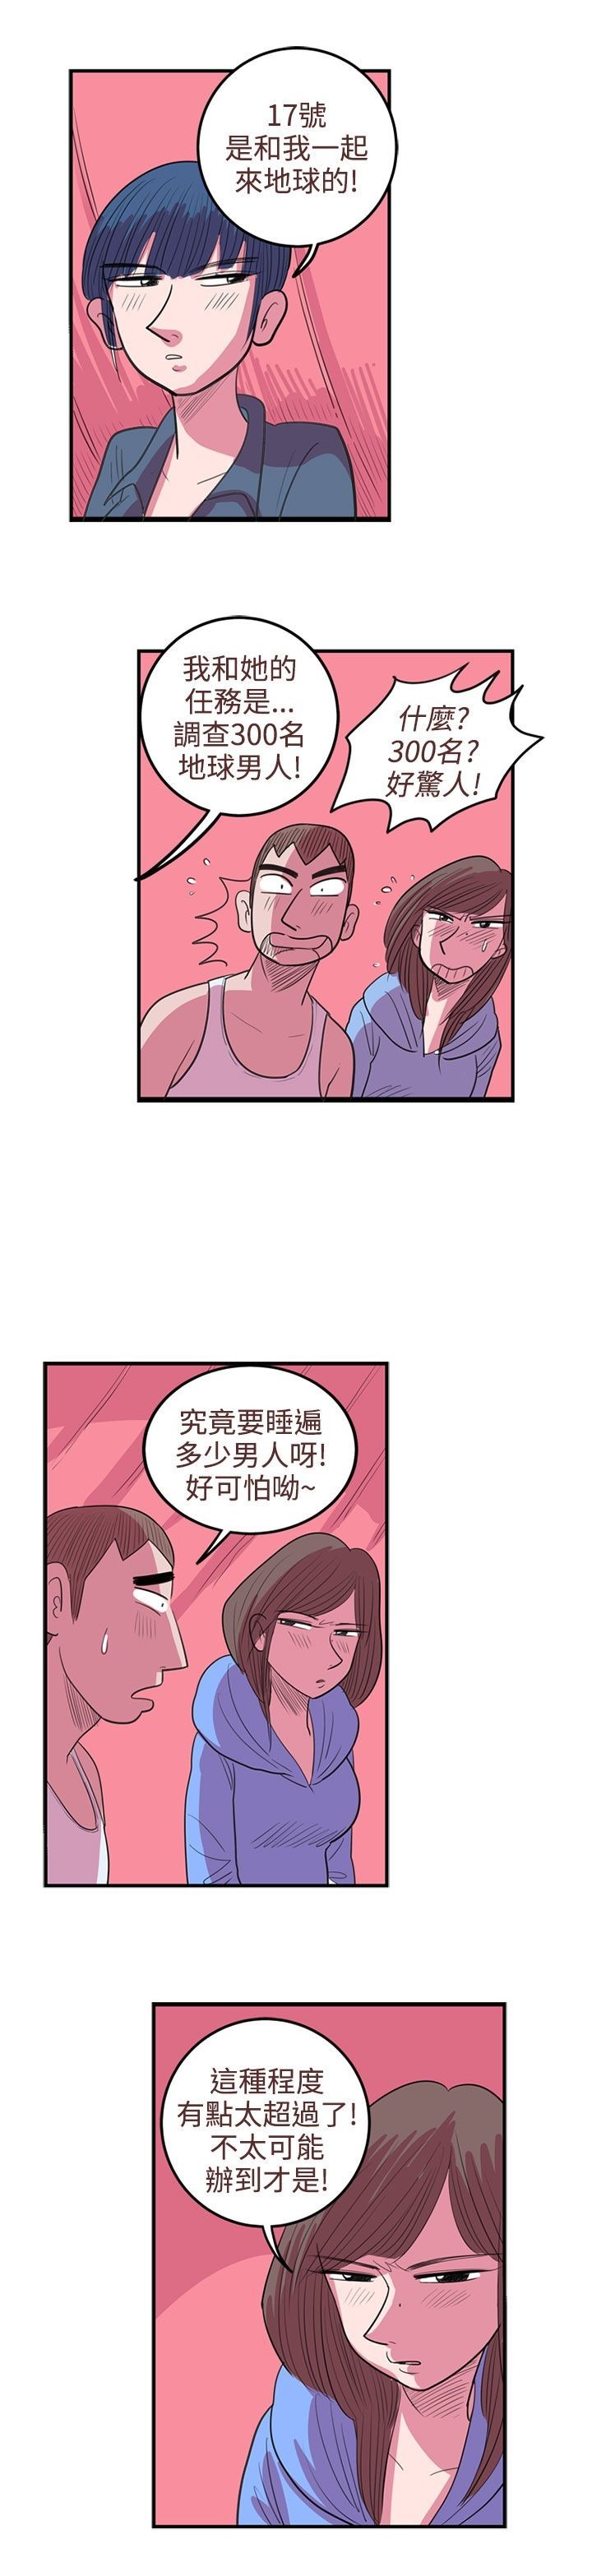 17號
是和我一起
來地球的!
我和她的
任務是...
調查300名
地球男人!
什麼?
300名?
好驚人!
究竟要睡遍
多少男人呀!
好可怕呦~
這種程度
有點太超過了!
不太可能
辦到才是!